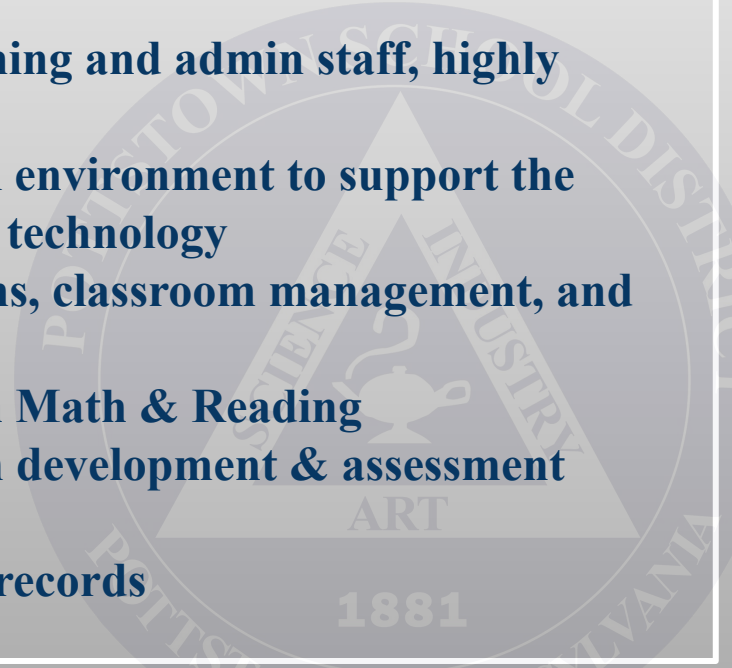 ning and admin staff, highly
environment to support the
technology
ns, classroom management, and
Math & Reading
development & assessment
records
POTTSTOWN SCHOOL DISTRICT
SCIENCE
INDUSTRY
ART
1881